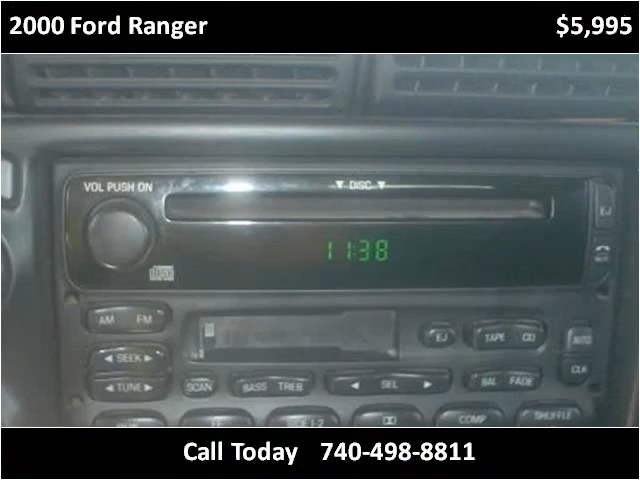 2000 Ford Ranger $5,995
VOL PUSH ON ▼ DISC ▼
EJ
11:38
AM FM
◄ SEEK ►
EJ TAPE CD AUTO
◄ TUNE ► SCAN BASS TREB ◄ SEL ► BAL FADE CLK
COMP SHUFFLE
Call Today 740-498-8811